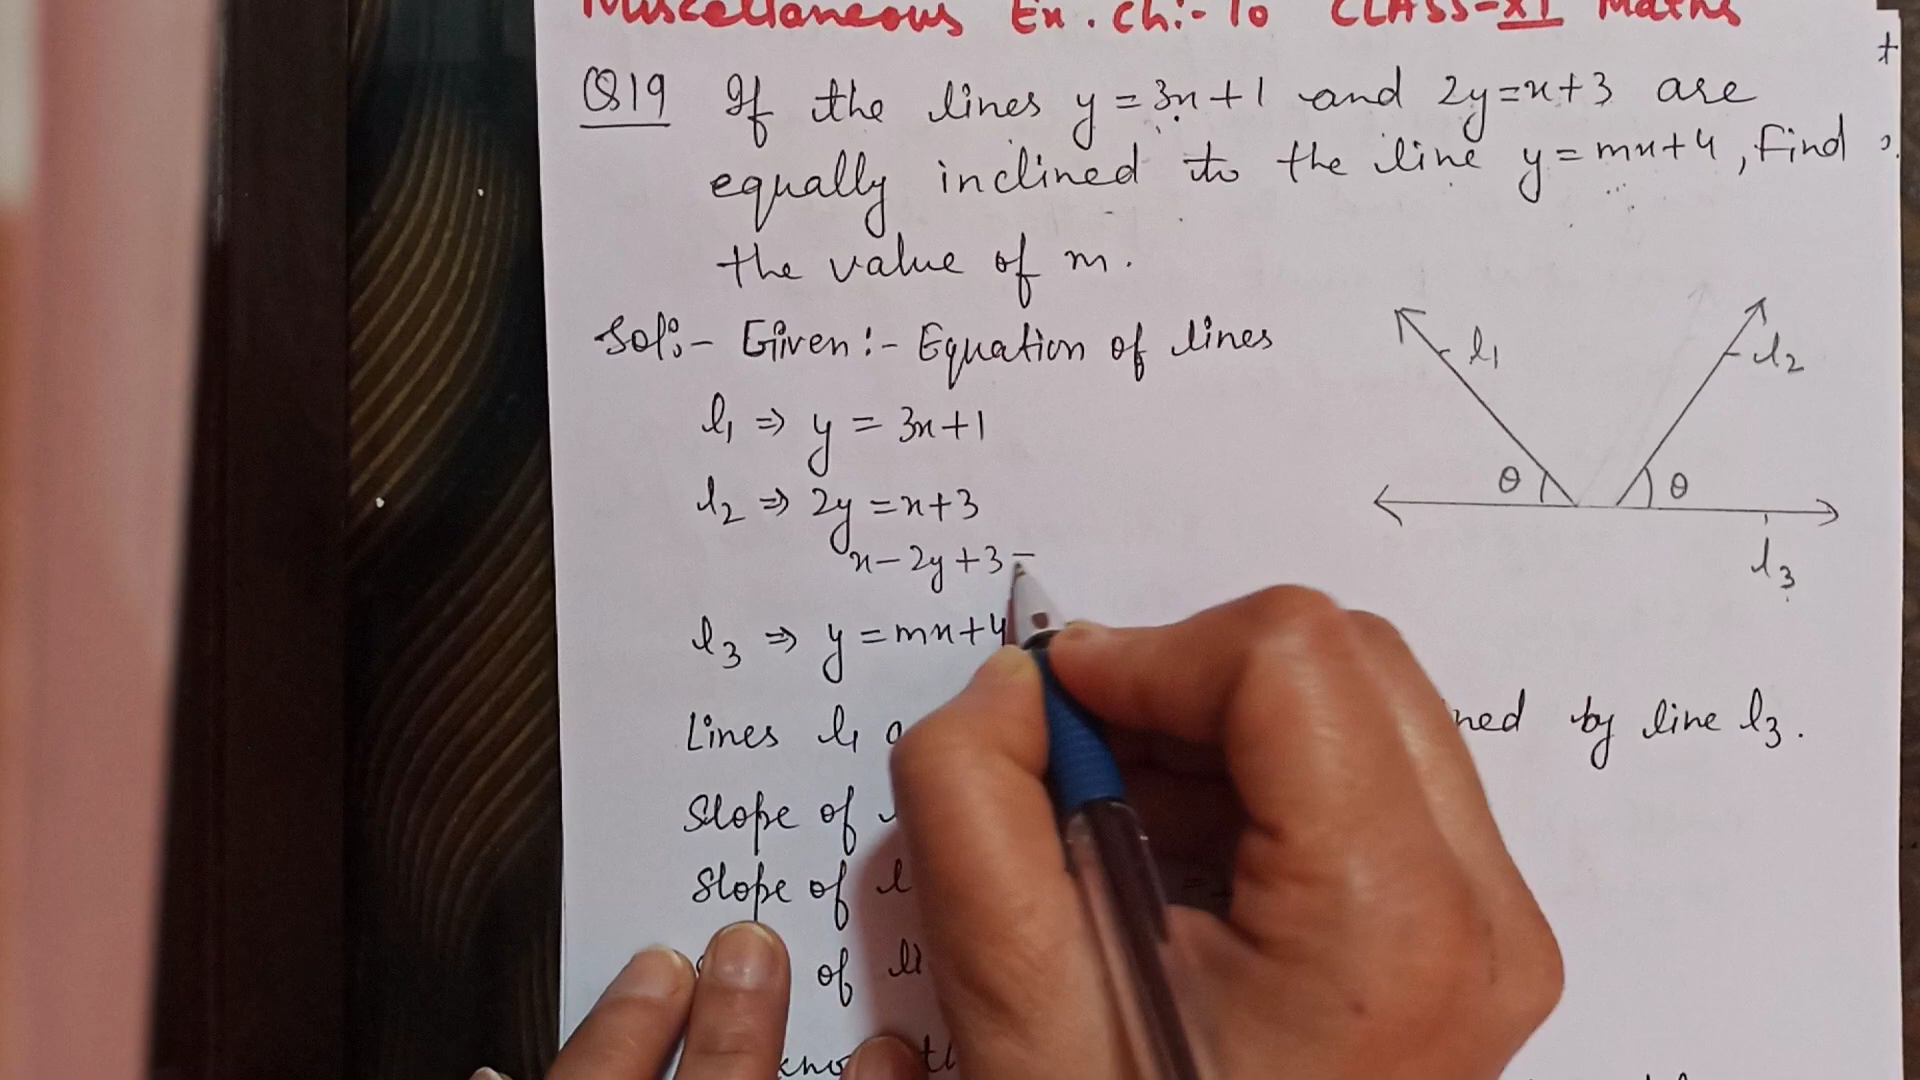 Miscellaneous Ex. Ch:- 10 CLASS-XI Maths
Q19 If the lines y = 3x+1 and 2y=x+3 are
equally inclined to the line y = mx+4, Find
the value of m.
Sol:- Given:- Equation of lines
l1 ⇒ y = 3x+1
l2 ⇒ 2y = x+3
x - 2y + 3 =
l3 ⇒ y = mx+4
Lines l1 by line l3.
Slope of
Slope of l
of li
l1
l2
θ
θ
l3